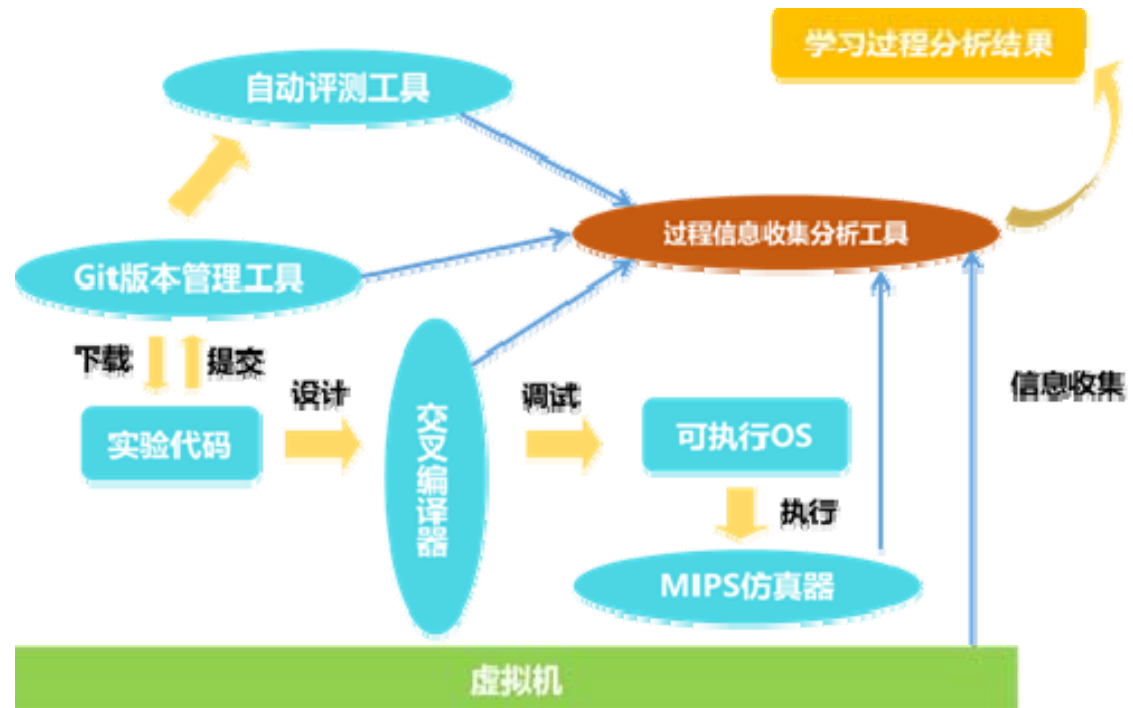 学习过程分析结果
自动评测工具
过程信息收集分析工具
Git版本管理工具
下载
提交
设计
调试
信息收集
实验代码
交叉编译器
可执行OS
执行
MIPS仿真器
虚拟机